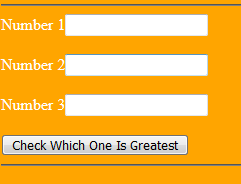 Number 1
Number 2
Number 3
Check Which One Is Greatest